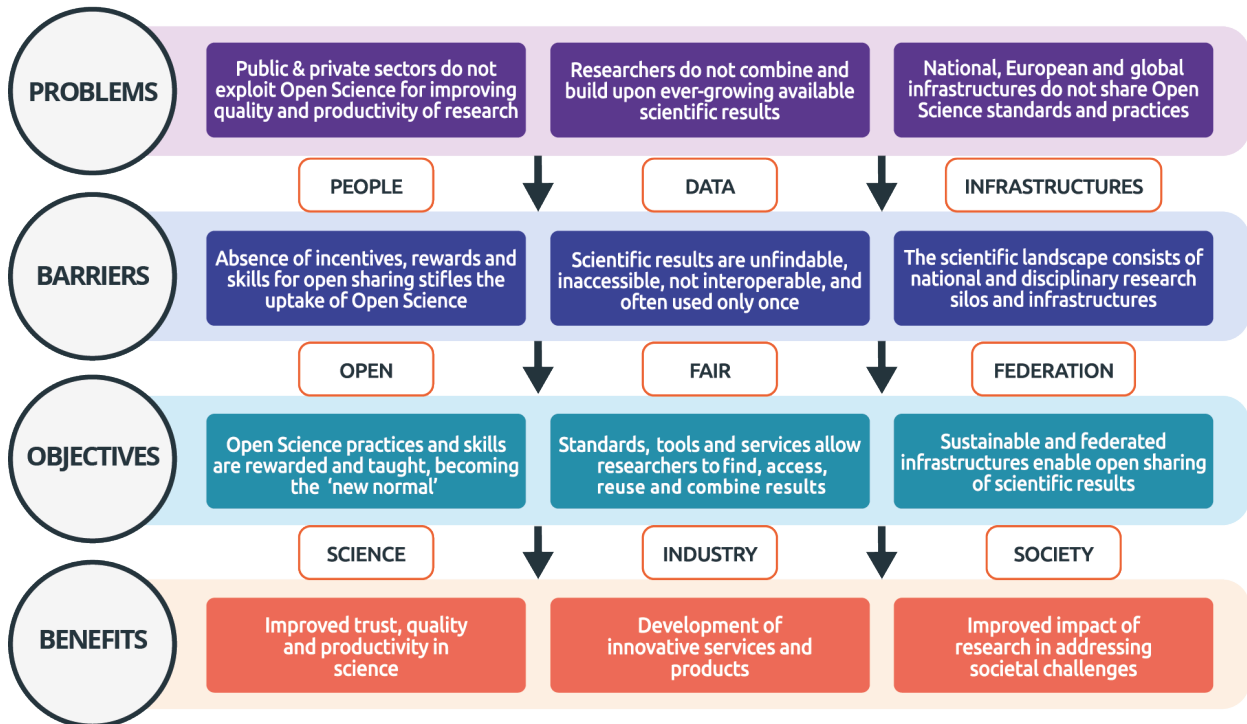 PROBLEMS
Public & private sectors do not
exploit Open Science for improving
quality and productivity of research
Researchers do not combine and
build upon ever-growing available
scientific results
National, European and global
infrastructures do not share Open
Science standards and practices
PEOPLE
DATA
INFRASTRUCTURES
BARRIERS
Absence of incentives, rewards and
skills for open sharing stifles the
uptake of Open Science
Scientific results are unfindable,
inaccessible, not interoperable, and
often used only once
The scientific landscape consists of
national and disciplinary research
silos and infrastructures
OPEN
FAIR
FEDERATION
OBJECTIVES
Open Science practices and skills
are rewarded and taught, becoming
the ‘new normal’
Standards, tools and services allow
researchers to find, access,
reuse and combine results
Sustainable and federated
infrastructures enable open sharing
of scientific results
SCIENCE
INDUSTRY
SOCIETY
BENEFITS
Improved trust, quality
and productivity in
science
Development of
innovative services and
products
Improved impact of
research in addressing
societal challenges